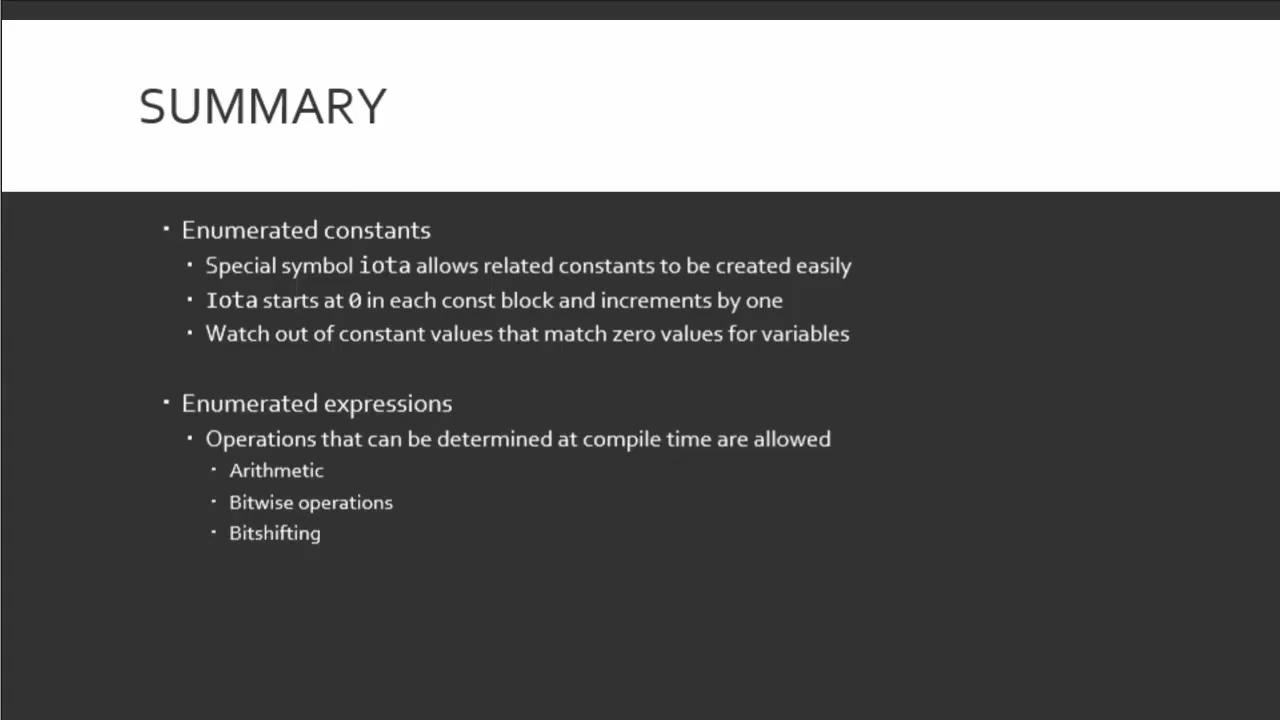 SUMMARY
▪ Enumerated constants
▪ Special symbol iota allows related constants to be created easily
▪ Iota starts at 0 in each const block and increments by one
▪ Watch out of constant values that match zero values for variables
▪ Enumerated expressions
▪ Operations that can be determined at compile time are allowed
▪ Arithmetic
▪ Bitwise operations
▪ Bitshifting